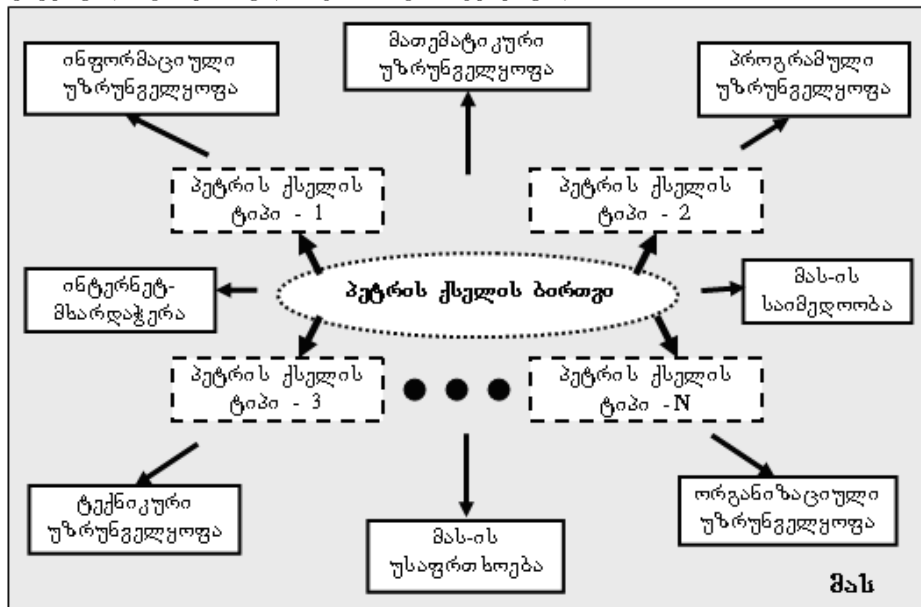 ინფორმაციული
უზრუნველყოფა
მათემატიკური
უზრუნველყოფა
პროგრამული
უზრუნველყოფა
პეტრის ქსელის
ტიპი - 1
პეტრის ქსელის
ტიპი - 2
ინტერნეტ-
მხარდაჭერა
პეტრის ქსელის ბირთვი
მას-ის
საიმედოობა
პეტრის ქსელის
ტიპი - 3
პეტრის ქსელის
ტიპი -N
ტექნიკური
უზრუნველყოფა
მას-ის
უსაფრთხოება
ორგანიზაციული
უზრუნველყოფა
მას